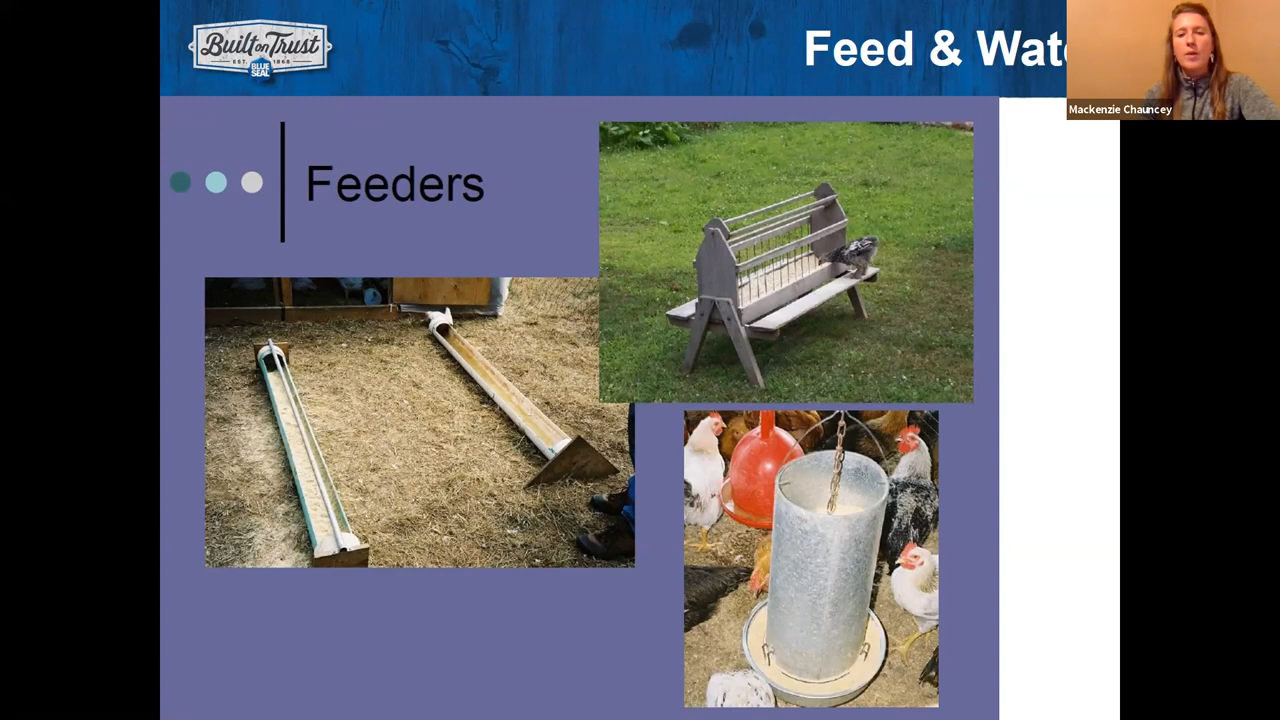 Built on Trust
EST. 1868
BLUE
SEAL
Feed & Wat
Mackenzie Chauncey
Feeders